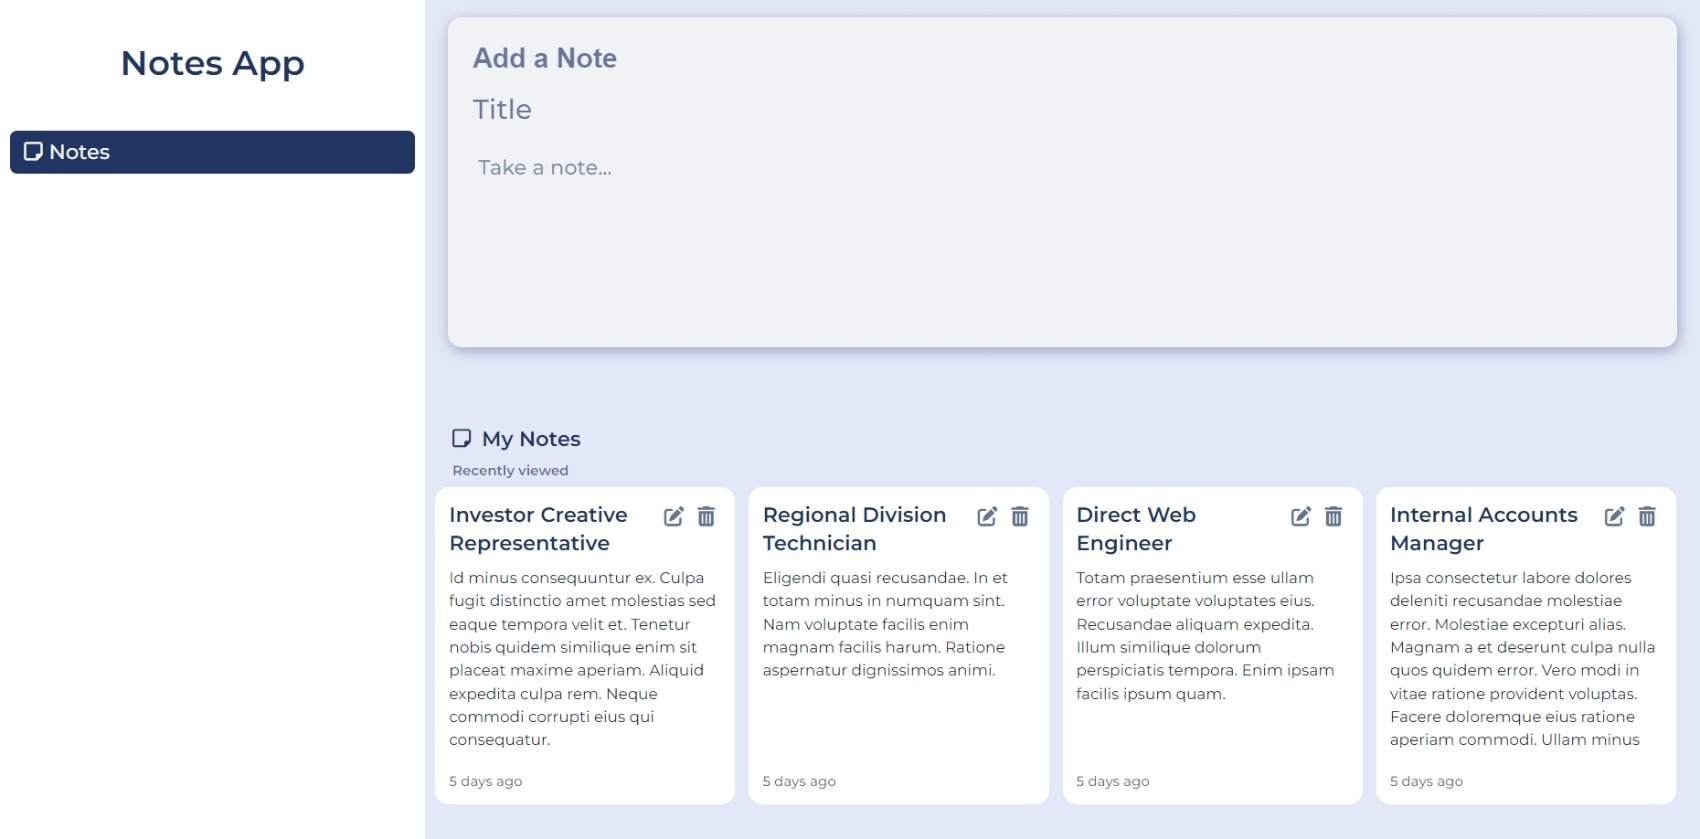 Notes App
Notes
Add a Note
Title
Take a note...
My Notes
Recently viewed
Investor Creative
Representative
Id minus consequuntur ex. Culpa
fugit distinctio amet molestias sed
eaque tempora velit et. Tenetur
nobis quidem similique enim sit
placeat maxime aperiam. Aliquid
expedita culpa rem. Neque
commodi corrupti eius qui
consequatur.
5 days ago
Regional Division
Technician
Eligendi quasi recusandae. In et
totam minus in numquam sint.
Nam voluptate facilis enim
magnam facilis harum. Ratione
aspernatur dignissimos animi.
5 days ago
Direct Web
Engineer
Totam praesentium esse ullam
error voluptate voluptates eius.
Recusandae aliquam expedita.
Illum similique dolorum
perspiciatis tempora. Enim ipsam
facilis ipsum quam.
5 days ago
Internal Accounts
Manager
Ipsa consectetur labore dolores
deleniti recusandae molestiae
error. Molestiae excepturi alias.
Magnam a et deserunt culpa nulla
quos quidem error. Vero modi in
vitae ratione provident voluptas.
Facere doloremque eius ratione
aperiam commodi. Ullam minus
5 days ago